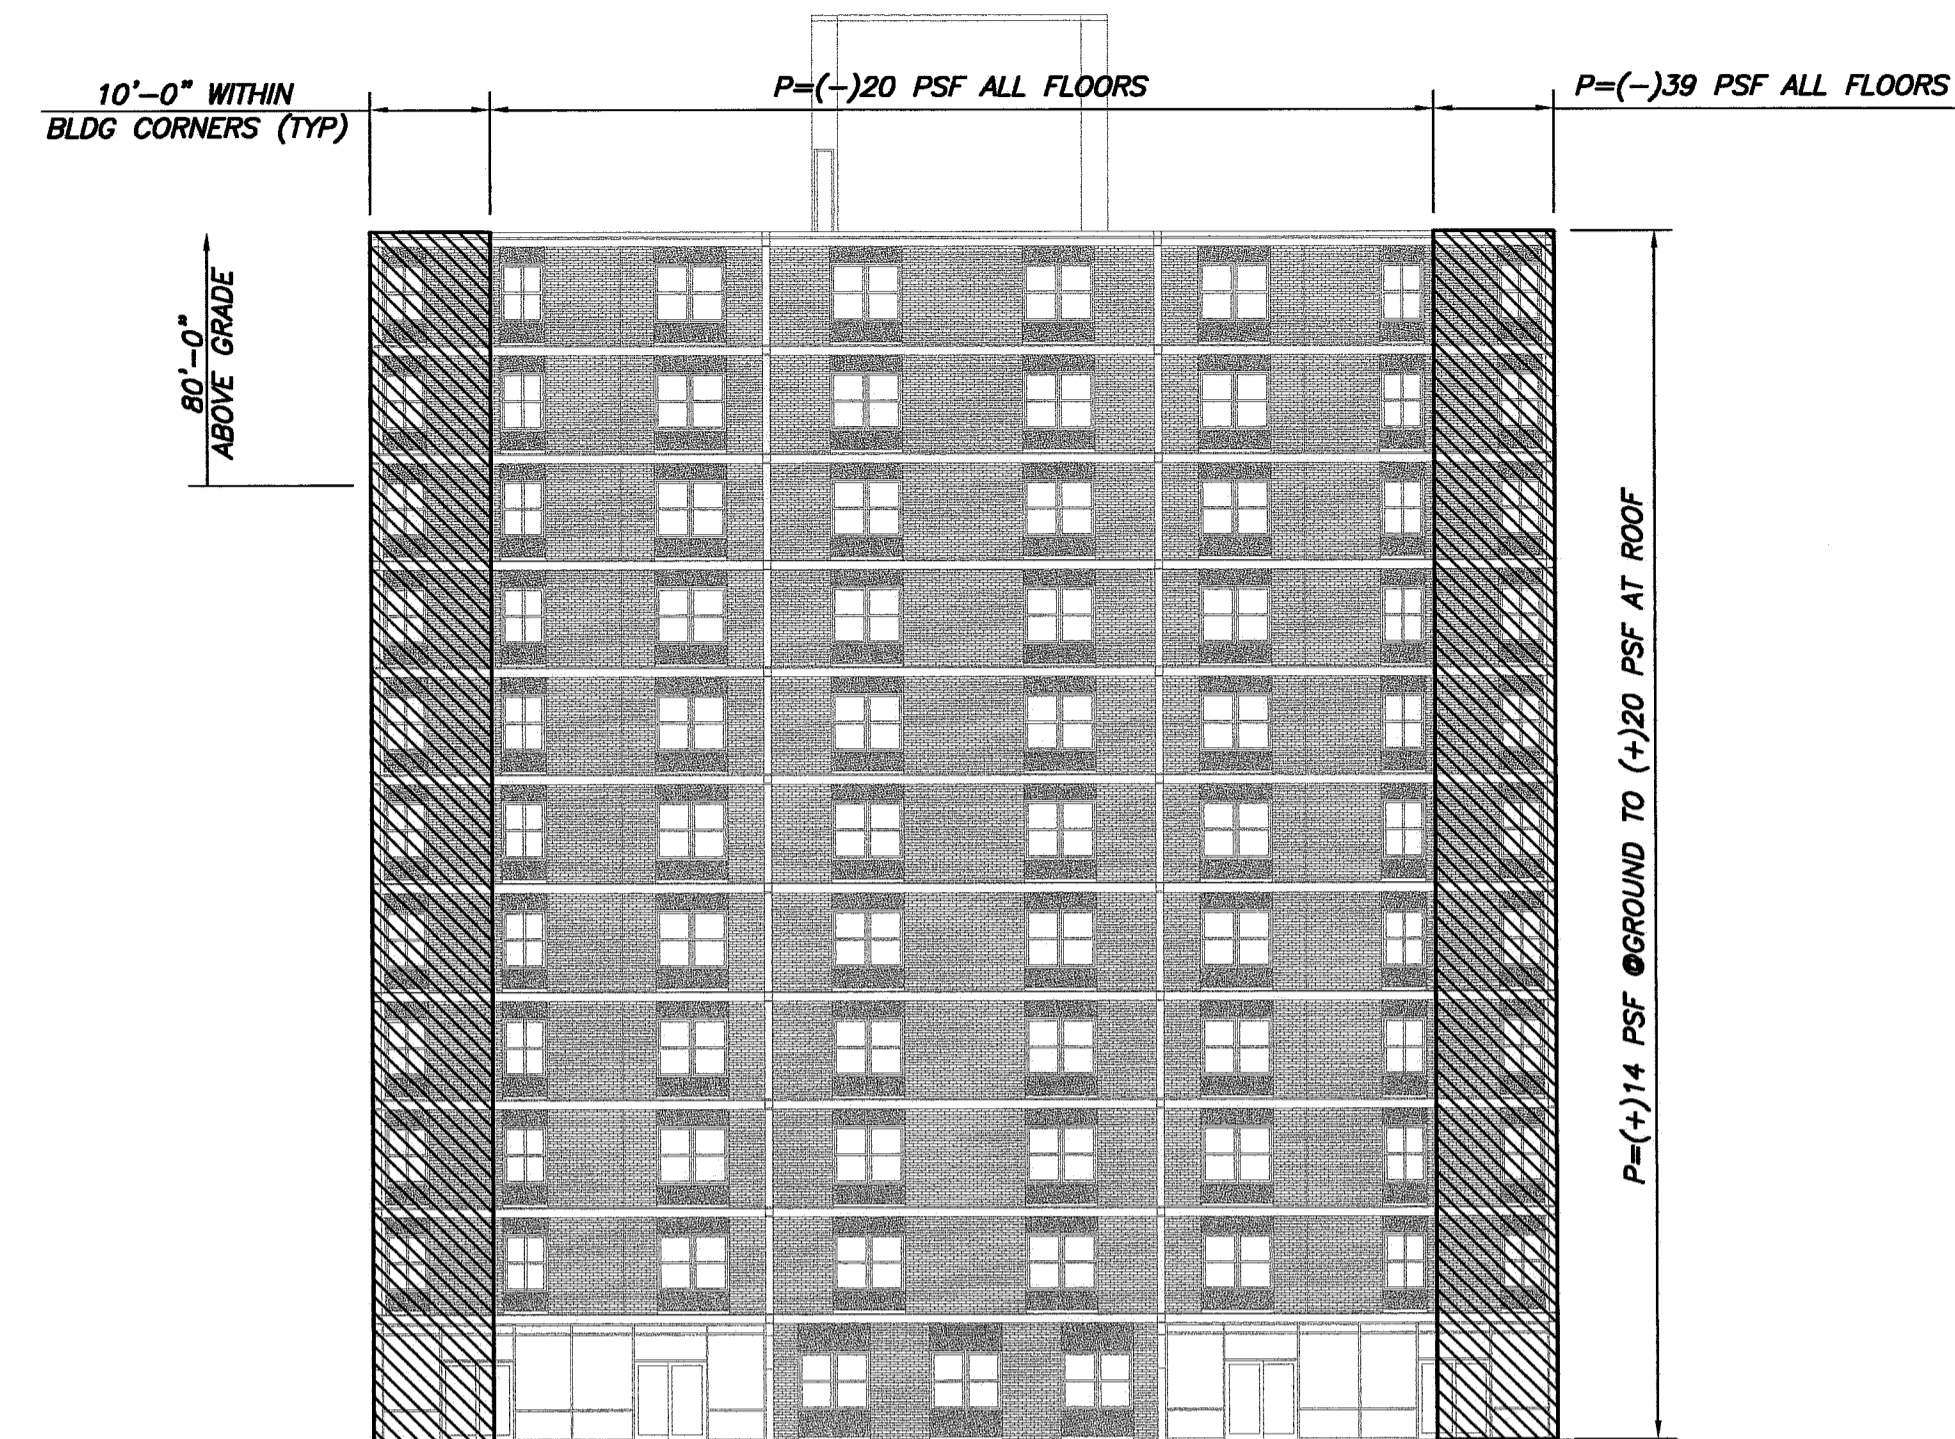 10'-0" WITHIN
BLDG CORNERS (TYP)
P=(-)20 PSF ALL FLOORS
P=(-)39 PSF ALL FLOORS
80'-0"
ABOVE GRADE
P=(+)14 PSF @GROUND TO (+)20 PSF AT ROOF